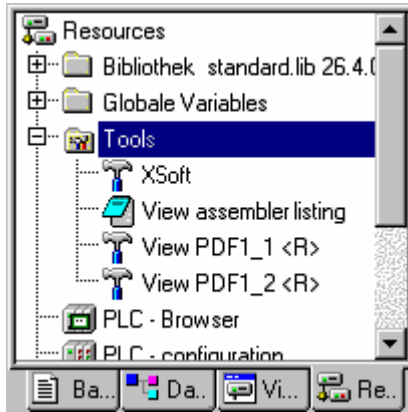 Resources
Bibliothek standard.lib 26.4.0
Globale Variables
Tools
XSoft
View assembler listing
View PDF1_1 <R>
View PDF1_2 <R>
PLC - Browser
PLC - configuration
Ba... Da.. Vi... Re..